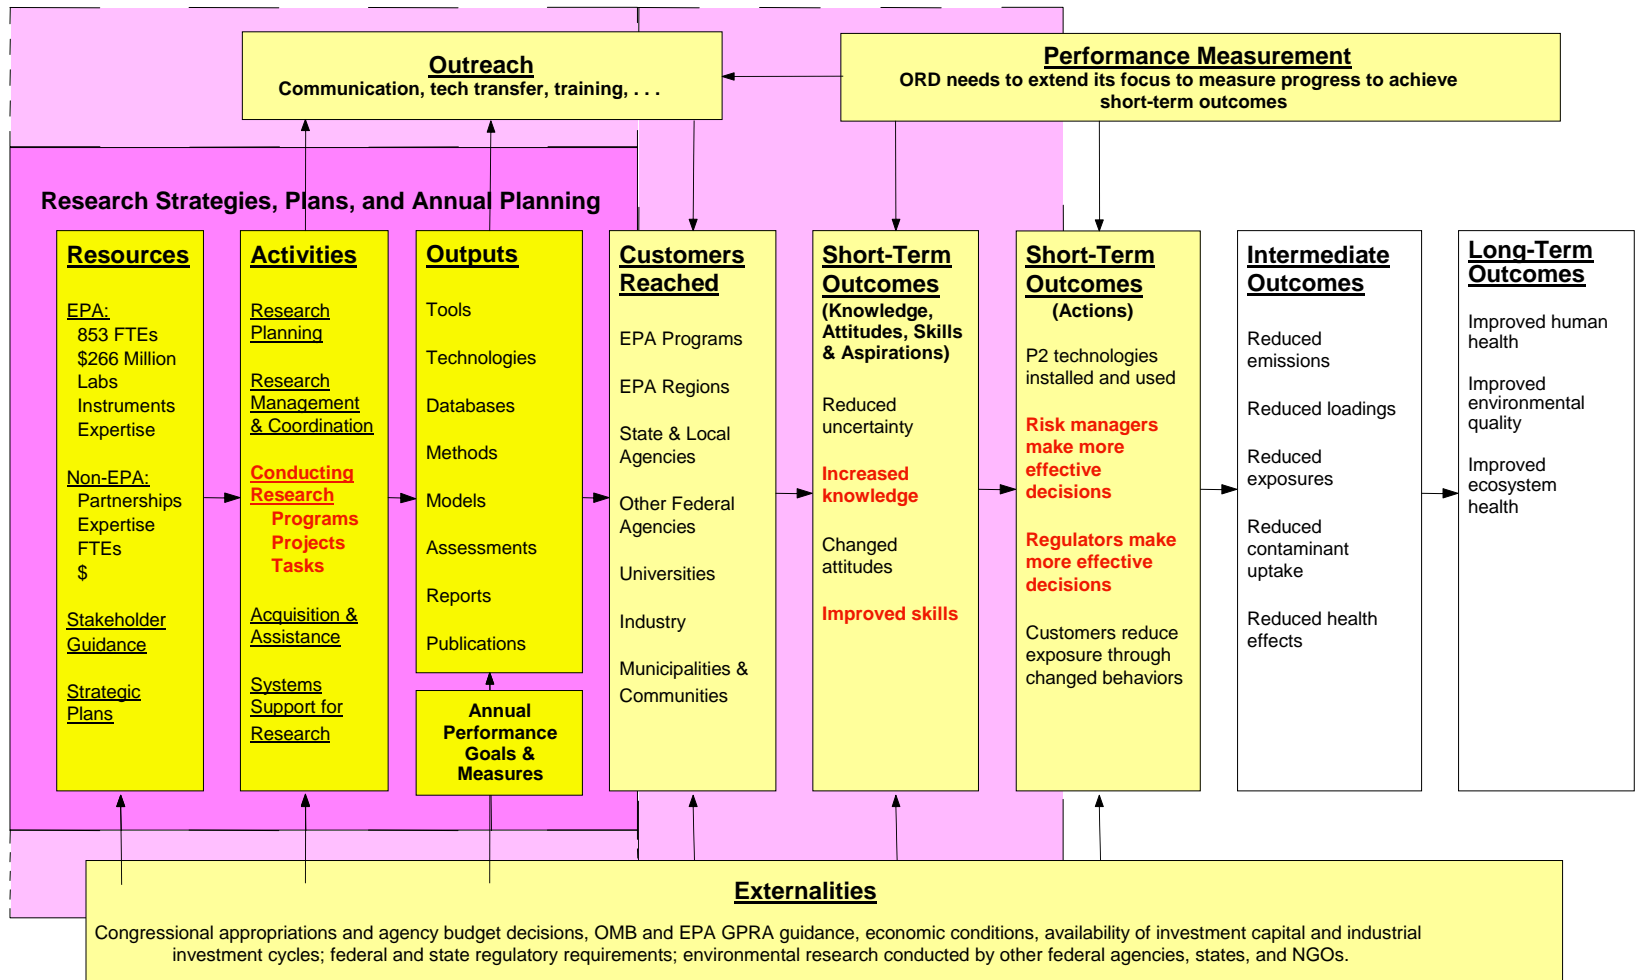 Outreach
Communication, tech transfer, training, . . .
Performance Measurement
ORD needs to extend its focus to measure progress to achieve
short-term outcomes
Research Strategies, Plans, and Annual Planning
Resources
EPA:
853 FTEs
$266 Million
Labs
Instruments
Expertise
Non-EPA:
Partnerships
Expertise
FTEs
$
Stakeholder
Guidance
Strategic
Plans
Activities
Research
Planning
Research
Management
& Coordination
Conducting
Research
Programs
Projects
Tasks
Acquisition &
Assistance
Systems
Support for
Research
Outputs
Tools
Technologies
Databases
Methods
Models
Assessments
Reports
Publications
Annual
Performance
Goals &
Measures
Customers
Reached
EPA Programs
EPA Regions
State & Local
Agencies
Other Federal
Agencies
Universities
Industry
Municipalities &
Communities
Short-Term
Outcomes
(Knowledge,
Attitudes, Skills
& Aspirations)
Reduced
uncertainty
Increased
knowledge
Changed
attitudes
Improved skills
Short-Term
Outcomes
(Actions)
P2 technologies
installed and used
Risk managers
make more
effective
decisions
Regulators make
more effective
decisions
Customers reduce
exposure through
changed behaviors
Intermediate
Outcomes
Reduced
emissions
Reduced loadings
Reduced
exposures
Reduced
contaminant
uptake
Reduced health
effects
Long-Term
Outcomes
Improved human
health
Improved
environmental
quality
Improved
ecosystem
health
Externalities
Congressional appropriations and agency budget decisions, OMB and EPA GPRA guidance, economic conditions, availability of investment capital and industrial
investment cycles; federal and state regulatory requirements; environmental research conducted by other federal agencies, states, and NGOs.